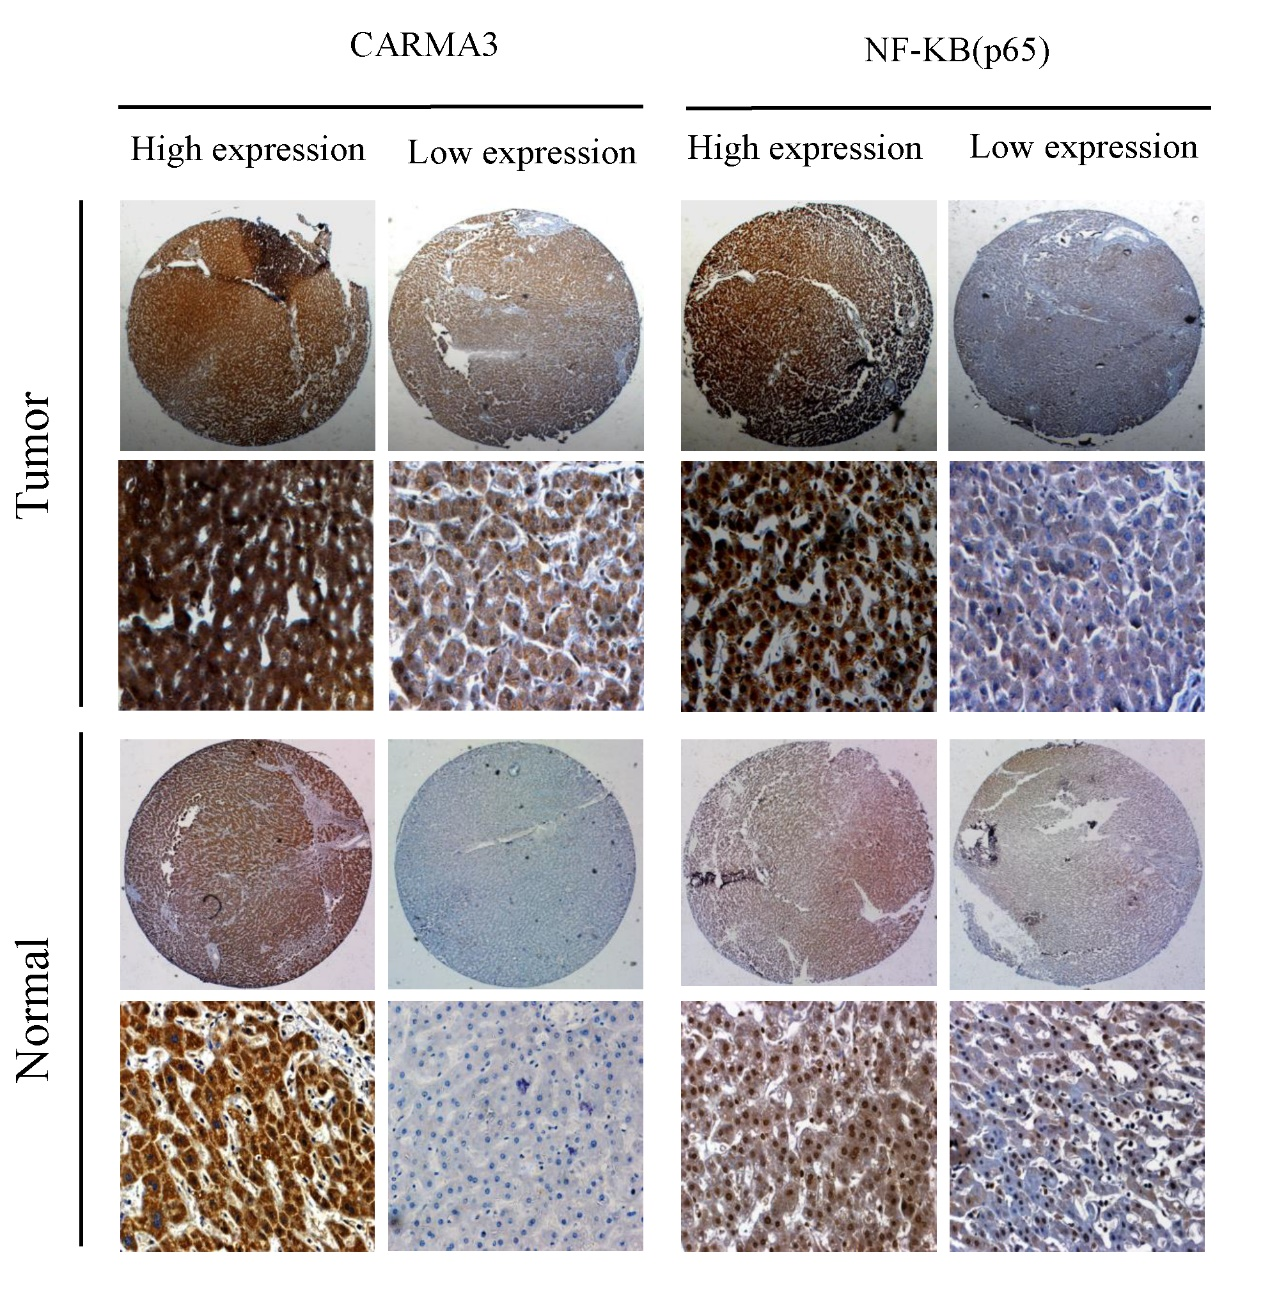 CARMA3
NF-KB(p65)
High expression
Low expression
High expression
Low expression
Tumor
Normal